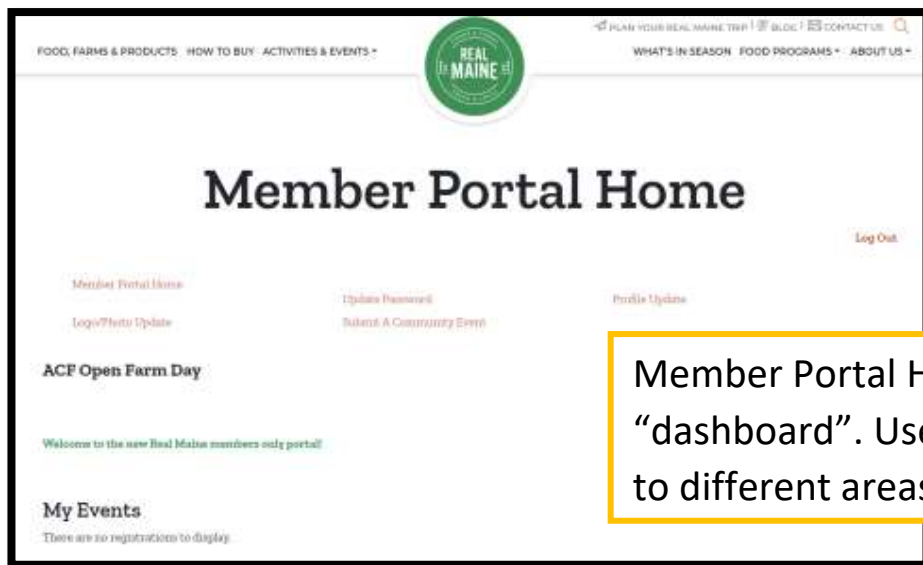 PLAN YOUR REAL MAINE TRIP | BLOG | CONTACT US
FOOD, FARMS & PRODUCTS HOW TO BUY ACTIVITIES & EVENTS
REAL
MAINE
WHAT'S IN SEASON FOOD PROGRAMS ABOUT US
Member Portal Home
Log Out
Member Portal Home
Update Password
Profile Update
Logo/Photo Update
Submit A Community Event
ACF Open Farm Day
Member Portal H
“dashboard”. Us
to different area
Welcome to the new Real Maine members only portal!
My Events
There are no registrations to display.